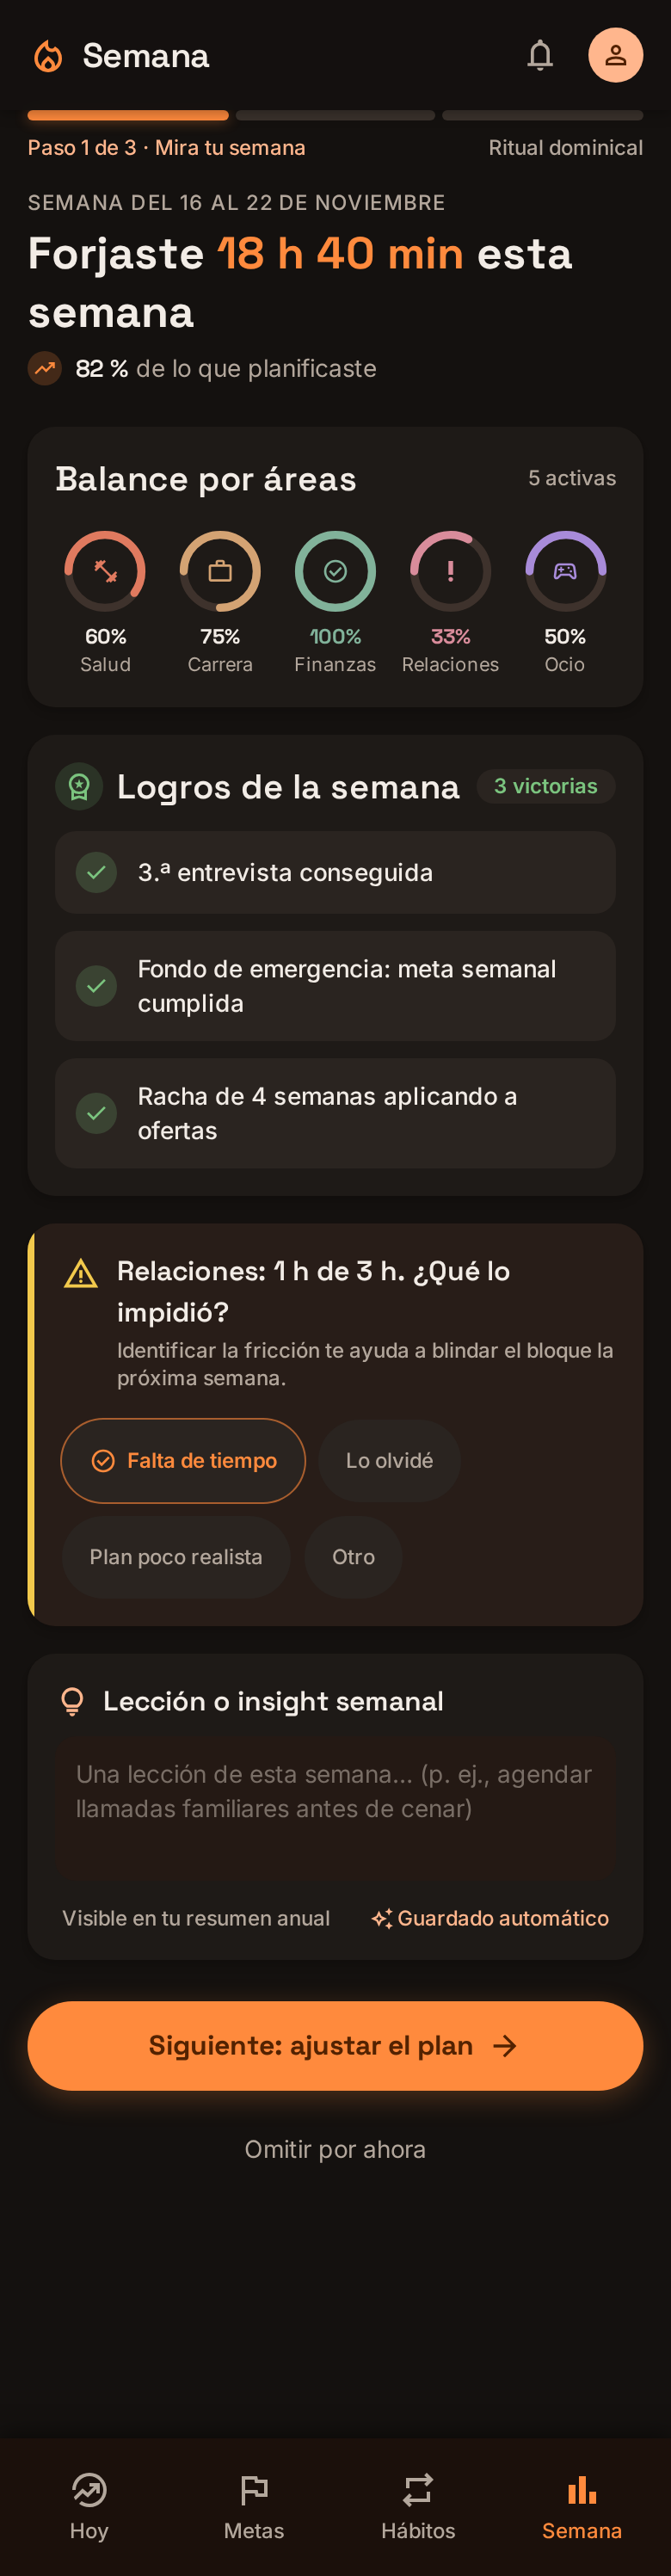 Semana
Paso 1 de 3 · Mira tu semana
Ritual dominical
SEMANA DEL 16 AL 22 DE NOVIEMBRE
Forjaste 18 h 40 min esta
semana
82 % de lo que planificaste
Balance por áreas
5 activas
60%
Salud
75%
Carrera
100%
Finanzas
33%
Relaciones
50%
Ocio
Logros de la semana
3 victorias
3.ª entrevista conseguida
Fondo de emergencia: meta semanal
cumplida
Racha de 4 semanas aplicando a
ofertas
Relaciones: 1 h de 3 h. ¿Qué lo
impidió?
Identificar la fricción te ayuda a blindar el bloque la
próxima semana.
Falta de tiempo
Lo olvidé
Plan poco realista
Otro
Lección o insight semanal
Una lección de esta semana... (p. ej., agendar
llamadas familiares antes de cenar)
Visible en tu resumen anual
Guardado automático
Siguiente: ajustar el plan
Omitir por ahora
Hoy
Metas
Hábitos
Semana